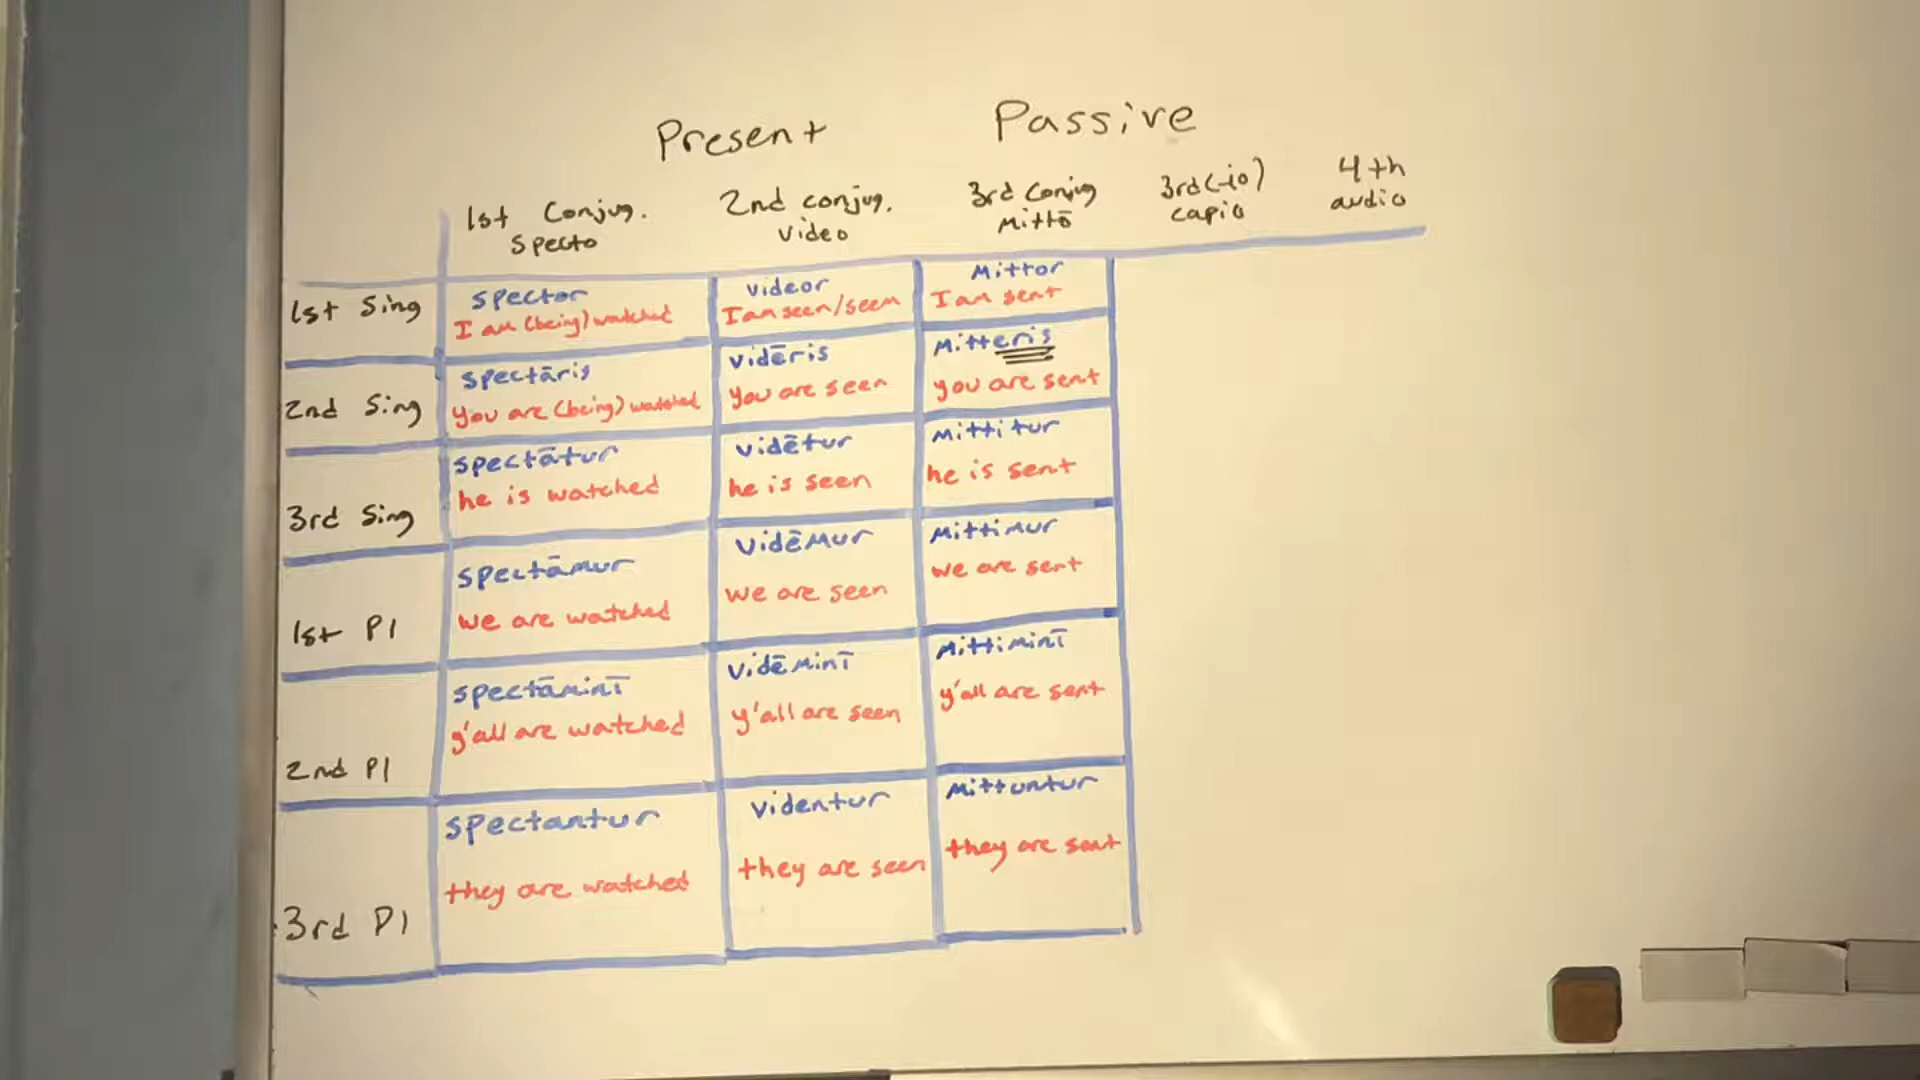 Present Passive
1st Conjug. 2nd conjug. 3rd Conjug 3rd(-io) 4th
specto video mittō capio audio
1st Sing spector videor mittor
I am (being) watched I am seen/seem I am sent
2nd Sing spectāris vidēris mitteris
you are (being) watched you are seen you are sent
3rd Sing spectātur vidētur mittitur
he is watched he is seen he is sent
1st Pl spectāmur vidēmur mittimur
we are watched we are seen we are sent
2nd Pl spectāminī vidēminī mittiminī
y'all are watched y'all are seen y'all are sent
3rd Pl spectantur videntur mittuntur
they are watched they are seen they are sent